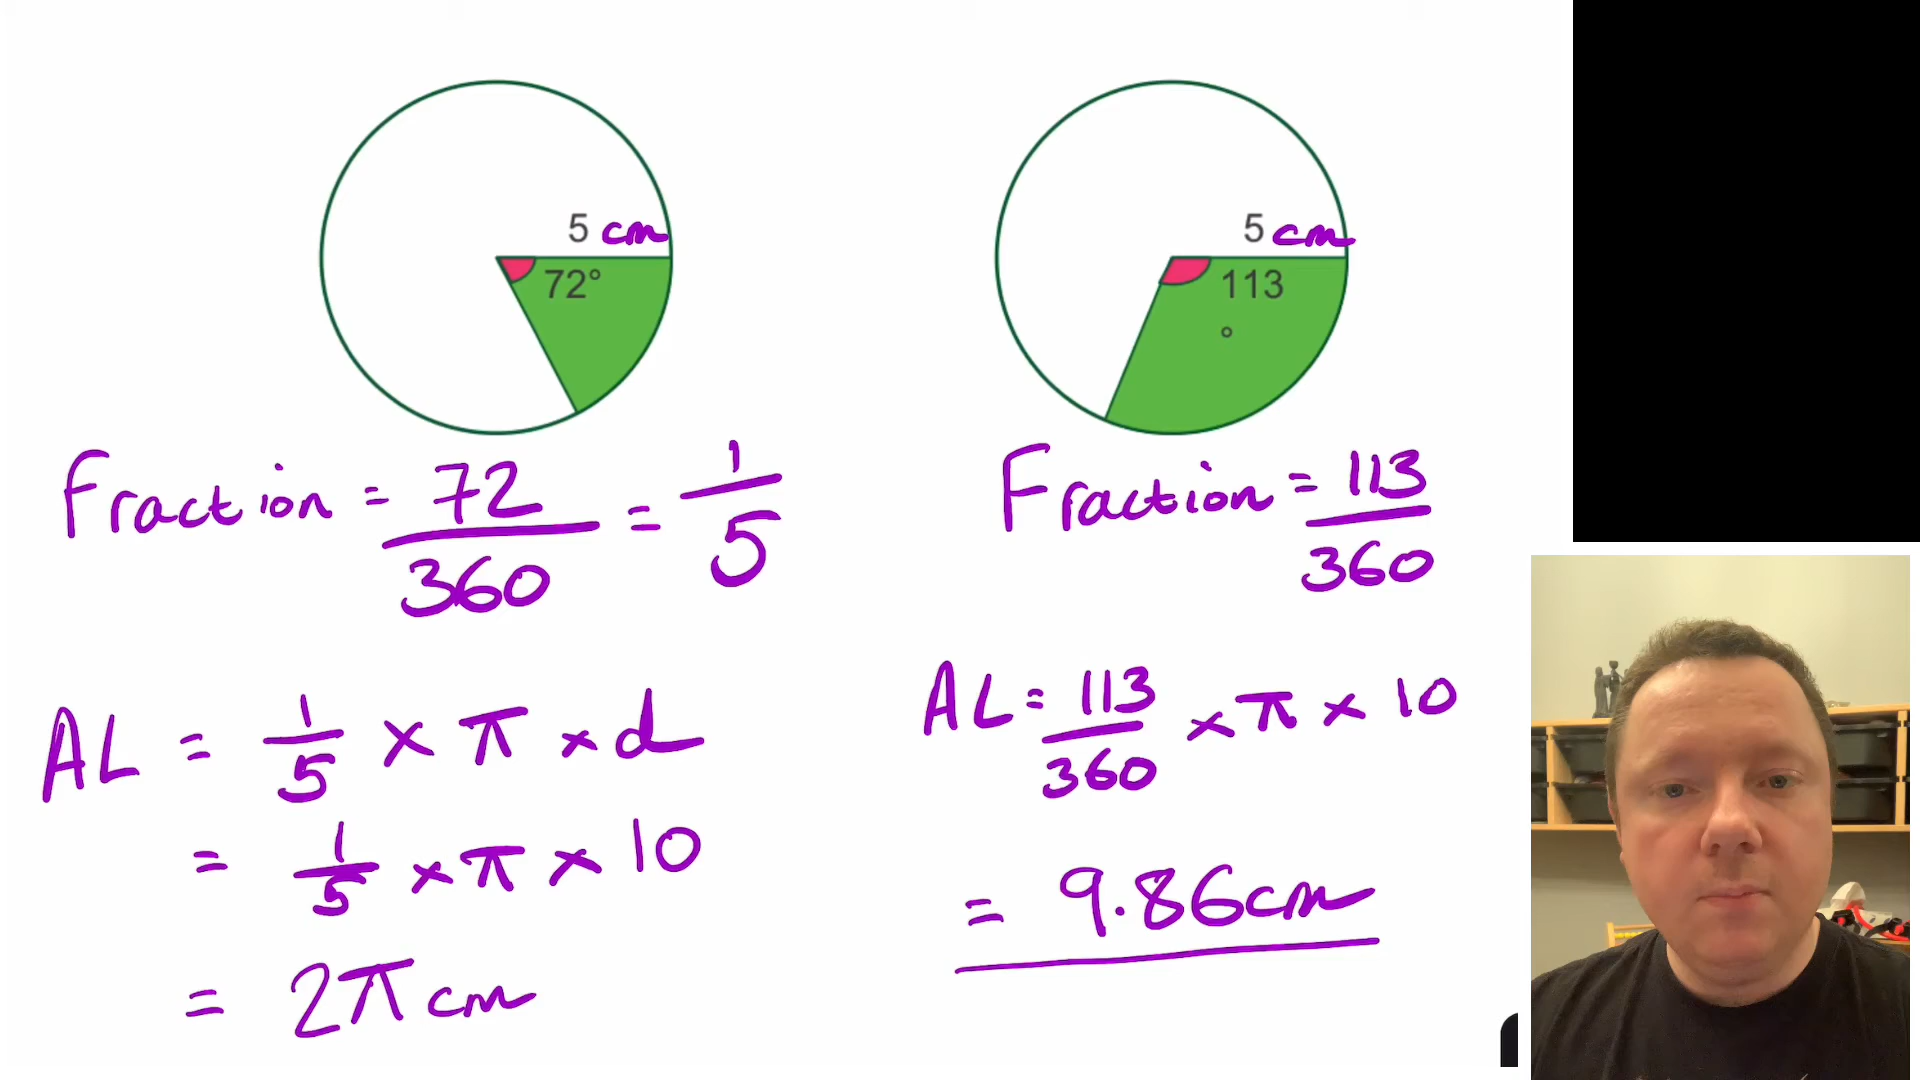 5 cm
72°
Fraction = 72/360 = 1/5
AL = 1/5 × π × d
= 1/5 × π × 10
= 2π cm
5 cm
113
°
Fraction = 113/360
AL = 113/360 × π × 10
= 9.86cm